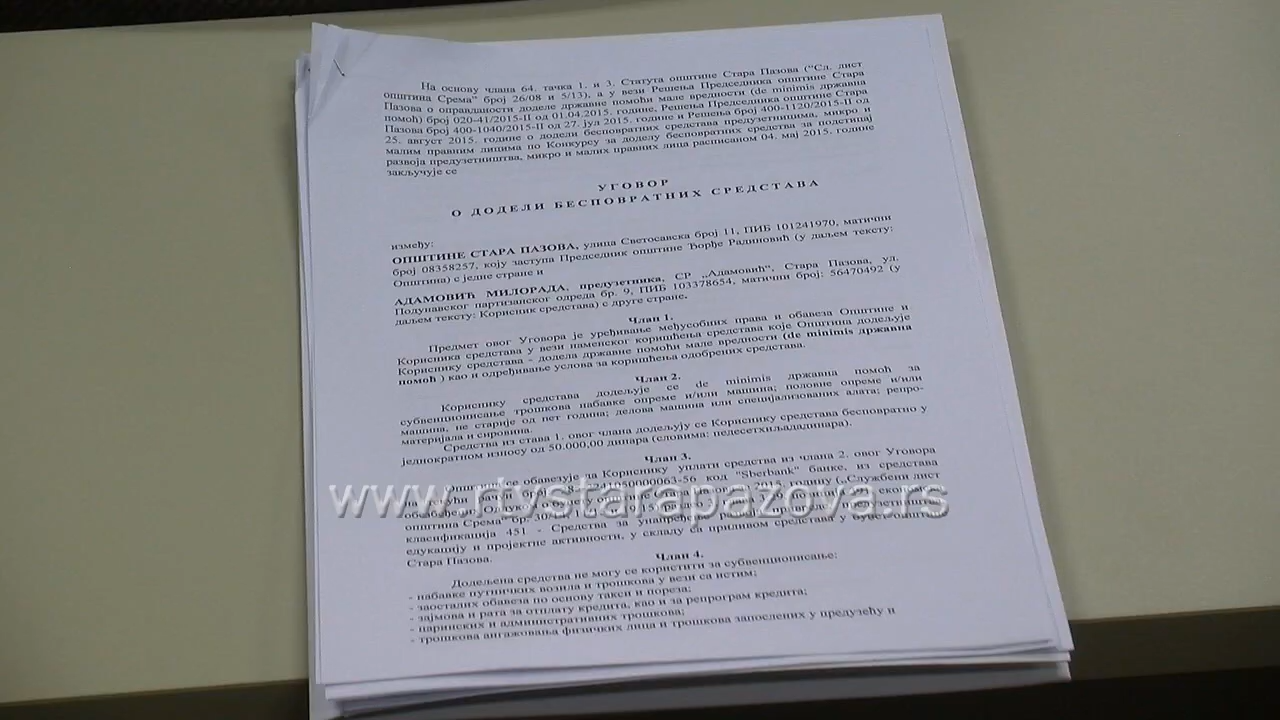 На основу члана 64. тачка 1. и 3. Статута општине Стара Пазова ("Сл. лист
општина Срема" број 26/08 и 5/13), а у вези Решења Председника општине Стара
Пазова о оправданости доделе државне помоћи мале вредности (de minimis државна
помоћ) број 020-41/2015-II од 01.04.2015. године, Решења Председника општине Стара
Пазова број 400-1040/2015-II од 27. јул 2015. године и Решења број 400-1120/2015-II од
25. август 2015. године о додели бесповратних средстава предузетницима, микро и
малим правним лицима по Конкурсу за доделу бесповратних средстава за подстицај
развоја предузетништва, микро и малих правних лица расписаном 04. мај 2015. године
закључује се
УГОВОР
О ДОДЕЛИ БЕСПОВРАТНИХ СРЕДСТАВА
између:
ОПШТИНЕ СТАРА ПАЗОВА, улица Светосавска број 11, ПИБ 101241970, матични
број 08358257, коју заступа Председник општине Ђорђе Радиновић (у даљем тексту:
Општина) с једне стране и
АДАМОВИЋ МИЛОРАДА, предузетника, СР „Адамовић“, Стара Пазова, ул.
Подунавског партизанског одреда бр. 9, ПИБ 103378654, матични број: 56470492 (у
даљем тексту: Корисник средстава) с друге стране.
Члан 1.
Предмет овог Уговора је уређивање међусобних права и обавеза Општине и
Корисника средстава у вези наменског коришћења средстава које Општина додељује
Кориснику средстава - додела државне помоћи мале вредности (de minimis државна
помоћ ) као и одређивање услова за коришћења одобрених средстава.
Члан 2.
Кориснику средстава додељује се de minimis државна помоћ за
субвенционисање трошкова набавке опреме и/или машина; половне опреме и/или
машина, не старије од пет година; делова машина или специјализованих алата; репро-
материјала и сировина.
Средства из става 1. овог члана додељују се Кориснику средстава бесповратно у
једнократном износу од 50.000,00 динара (словима: педесетхиљададинара).
Члан 3.
Општина се обавезује да Кориснику уплати средства из члана 2. овог Уговора
код "Sberbank" банке, из средства
годину („Службени лист
општина Срема" бр.
класификација 451 - Средства за унапређење
едукацију и пројектне активности, у складу са приливом средстава у буџет општине
Стара Пазова.
Члан 4.
Додељена средства не могу се користити за субвенционисање:
- набавке путничких возила и трошкова у вези са истим;
- заосталих обавеза по основу такси и пореза;
- зајмова и рата за отплату кредита, као и за репрограм кредита;
- царинских и административних трошкова;
- трошкова ангажовања физичких лица и трошкова запослених у предузећу и
www.rtvstarapazova.rs